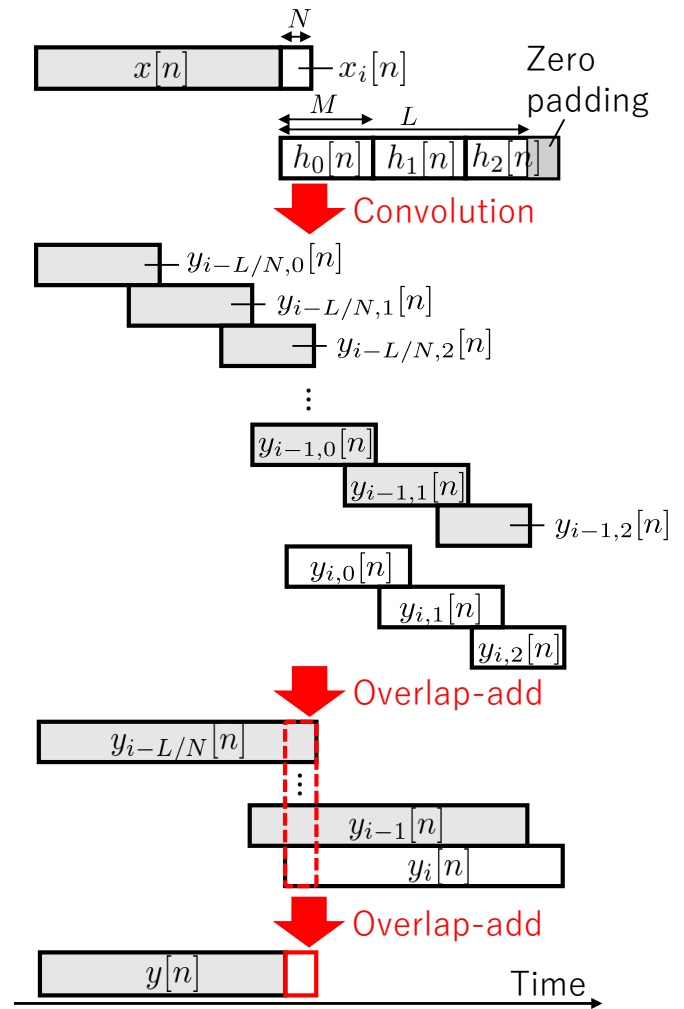 N
x[n]
x_i[n]
Zero
padding
M
L
h_0[n]
h_1[n]
h_2[n]
Convolution
y_{i-L/N,0}[n]
y_{i-L/N,1}[n]
y_{i-L/N,2}[n]
⋮
y_{i-1,0}[n]
y_{i-1,1}[n]
y_{i-1,2}[n]
y_{i,0}[n]
y_{i,1}[n]
y_{i,2}[n]
Overlap-add
y_{i-L/N}[n]
⋮
y_{i-1}[n]
y_i[n]
Overlap-add
y[n]
Time